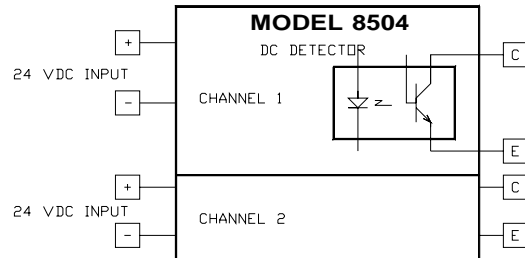 MODEL 8504
DC DETECTOR
+
C
24 VDC INPUT
-
CHANNEL 1
E
+
C
24 VDC INPUT
CHANNEL 2
-
E